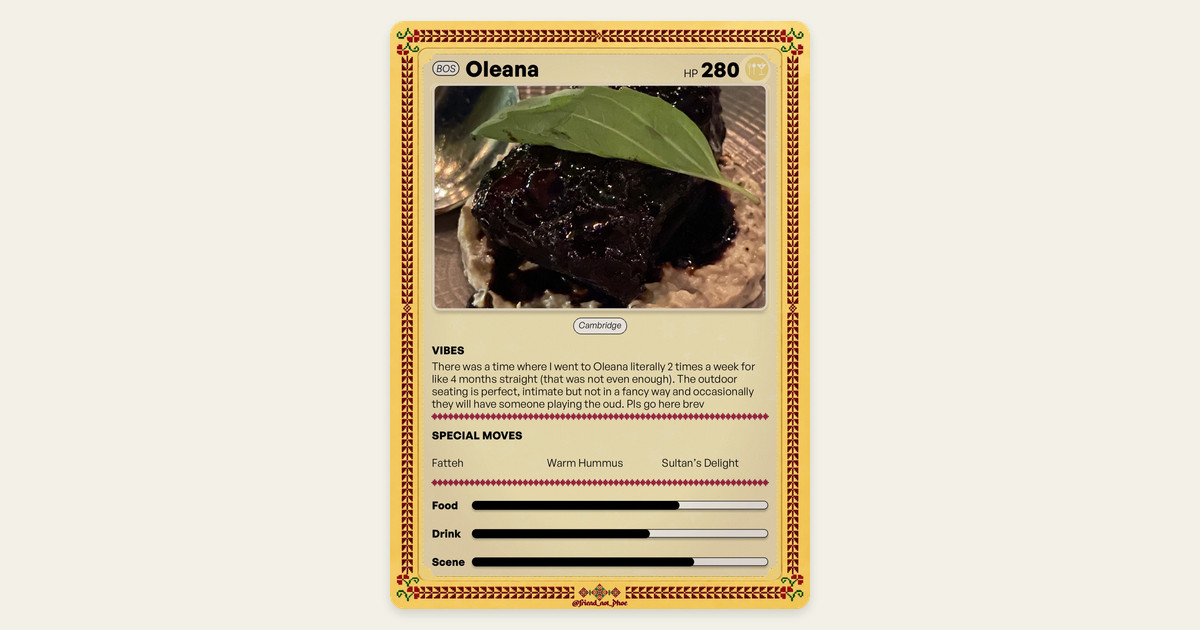 BOS Oleana HP 280
Cambridge
VIBES
There was a time where I went to Oleana literally 2 times a week for
like 4 months straight (that was not even enough). The outdoor
seating is perfect, intimate but not in a fancy way and occasionally
they will have someone playing the oud. Pls go here brev
SPECIAL MOVES
Fatteh Warm Hummus Sultan's Delight
Food
Drink
Scene
@friend_not_phoe